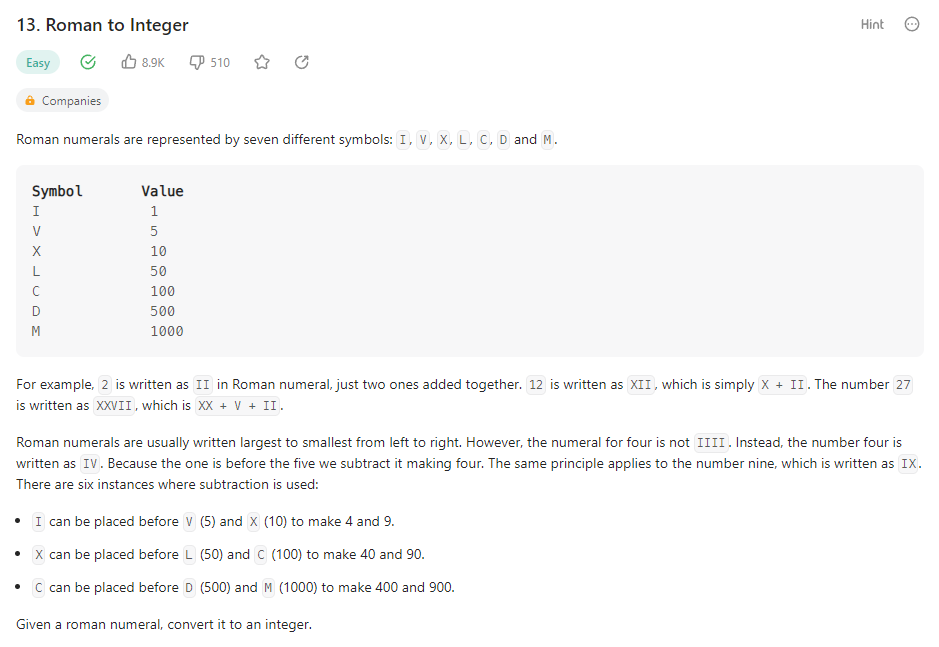 13. Roman to Integer Hint
Easy 8.9K 510
Companies
Roman numerals are represented by seven different symbols: I, V, X, L, C, D and M.
Symbol Value
I 1
V 5
X 10
L 50
C 100
D 500
M 1000
For example, 2 is written as II in Roman numeral, just two ones added together. 12 is written as XII, which is simply X + II. The number 27
is written as XXVII, which is XX + V + II.
Roman numerals are usually written largest to smallest from left to right. However, the numeral for four is not IIII. Instead, the number four is
written as IV. Because the one is before the five we subtract it making four. The same principle applies to the number nine, which is written as IX.
There are six instances where subtraction is used:
• I can be placed before V (5) and X (10) to make 4 and 9.
• X can be placed before L (50) and C (100) to make 40 and 90.
• C can be placed before D (500) and M (1000) to make 400 and 900.
Given a roman numeral, convert it to an integer.